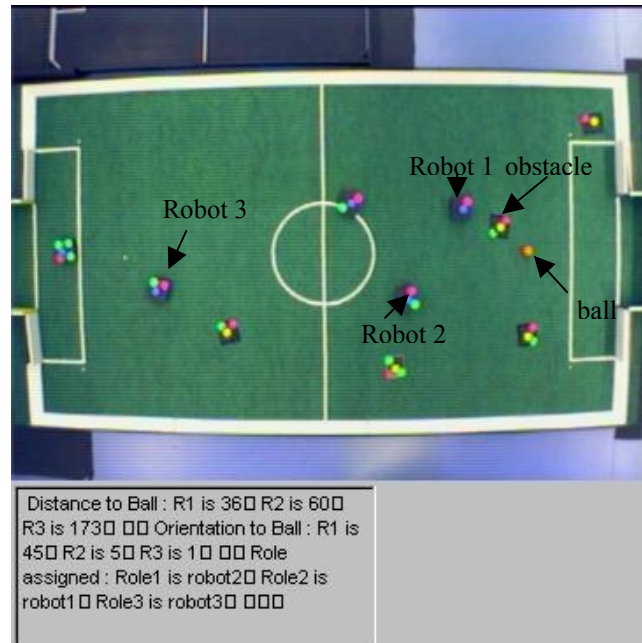 Robot 1 obstacle
Robot 3
ball
Robot 2
Distance to Ball : R1 is 36□ R2 is 60□
R3 is 173□ □□ Orientation to Ball : R1 is
45□ R2 is 5□ R3 is 1□ □□ Role
assigned : Role1 is robot2□ Role2 is
robot1□ Role3 is robot3□ □□□